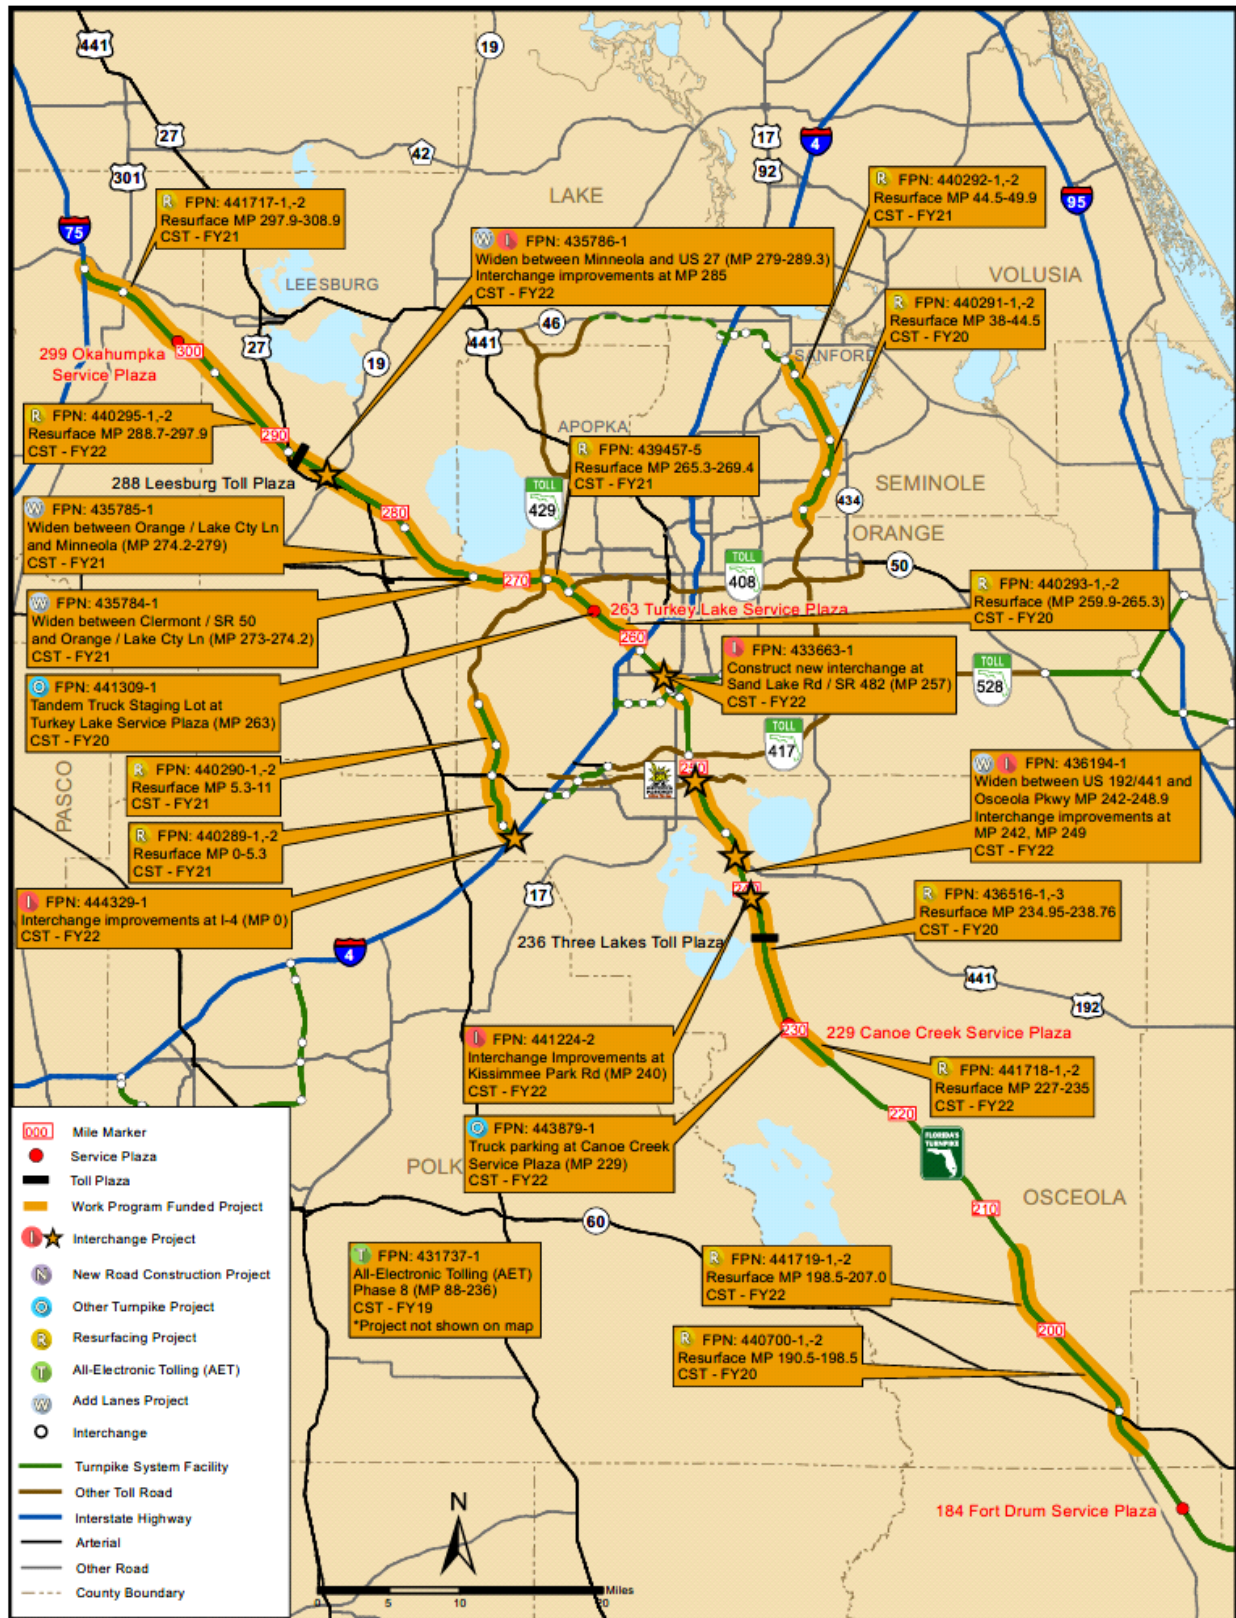 441
19
27
42
17
92
4
95
301
LAKE
R FPN: 440292-1,-2
Resurface MP 44.5-49.9
CST - FY21
R FPN: 441717-1,-2
Resurface MP 297.9-308.9
CST - FY21
75
W I FPN: 435786-1
Widen between Minneola and US 27 (MP 279-289.3)
Interchange improvements at MP 285
CST - FY22
VOLUSIA
LEESBURG
R FPN: 440291-1,-2
Resurface MP 38-44.5
CST - FY20
46
441
27
19
SANFORD
300
299 Okahumpka
Service Plaza
R FPN: 440295-1,-2
Resurface MP 288.7-297.9
CST - FY22
290
APOPKA
R FPN: 439457-5
Resurface MP 265.3-269.4
CST - FY21
288 Leesburg Toll Plaza
TOLL
429
434
SEMINOLE
280
W FPN: 435785-1
Widen between Orange / Lake Cty Ln
and Minneola (MP 274.2-279)
CST - FY21
ORANGE
TOLL
408
50
270
R FPN: 440293-1,-2
Resurface (MP 259.9-265.3)
CST - FY20
W FPN: 435784-1
Widen between Clermont / SR 50
and Orange / Lake Cty Ln (MP 273-274.2)
CST - FY21
263 Turkey Lake Service Plaza
260
I FPN: 433663-1
Construct new interchange at
Sand Lake Rd / SR 482 (MP 257)
CST - FY22
TOLL
528
O FPN: 441309-1
Tandem Truck Staging Lot at
Turkey Lake Service Plaza (MP 263)
CST - FY20
TOLL
417
PASCO
R FPN: 440290-1,-2
Resurface MP 5.3-11
CST - FY21
250
W I FPN: 436194-1
Widen between US 192/441 and
Osceola Pkwy MP 242-248.9
Interchange improvements at
MP 242, MP 249
CST - FY22
R FPN: 440289-1,-2
Resurface MP 0-5.3
CST - FY21
240
I FPN: 444329-1
Interchange improvements at I-4 (MP 0)
CST - FY22
17
R FPN: 436516-1,-3
Resurface MP 234.95-238.76
CST - FY20
236 Three Lakes Toll Plaza
4
441
192
230
229 Canoe Creek Service Plaza
I FPN: 441224-2
Interchange Improvements at
Kissimmee Park Rd (MP 240)
CST - FY22
R FPN: 441718-1,-2
Resurface MP 227-235
CST - FY22
220
O FPN: 443879-1
Truck parking at Canoe Creek
Service Plaza (MP 229)
CST - FY22
FLORIDA'S
TURNPIKE
POLK
OSCEOLA
210
60
T FPN: 431737-1
All-Electronic Tolling (AET)
Phase 8 (MP 88-236)
CST - FY19
*Project not shown on map
R FPN: 441719-1,-2
Resurface MP 198.5-207.0
CST - FY22
200
R FPN: 440700-1,-2
Resurface MP 190.5-198.5
CST - FY20
184 Fort Drum Service Plaza
000 Mile Marker
Service Plaza
Toll Plaza
Work Program Funded Project
I Interchange Project
N New Road Construction Project
O Other Turnpike Project
R Resurfacing Project
T All-Electronic Tolling (AET)
W Add Lanes Project
Interchange
Turnpike System Facility
Other Toll Road
Interstate Highway
Arterial
Other Road
County Boundary
N
0 5 10 20 Miles